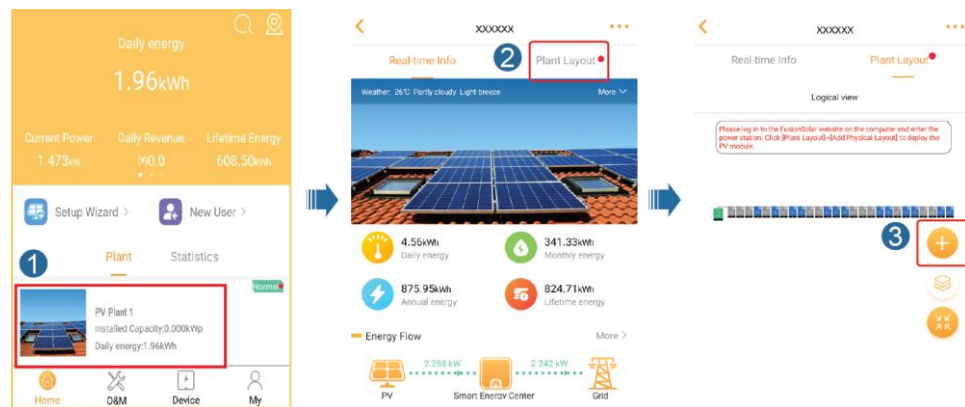 Daily energy
1.96kWh
Current Power Daily Revenue Lifetime Energy
1.473kW (¥)0.0 608.50kWh
Setup Wizard > New User >
1
Plant Statistics
Normal
PV Plant 1
Installed Capacity:0.000kWp
Daily energy:1.96kWh
Home O&M Device My
xxxxxx
Real-time Info 2 Plant Layout
Weather: 26°C Partly cloudy Light breeze More
4.56kWh 341.33kWh
Daily energy Monthly energy
875.95kWh 824.71kWh
Annual energy Lifetime energy
Energy Flow More >
2.288 kW 2.242 kW
PV Smart Energy Center Grid
xxxxxx
Real-time Info Plant Layout
Logical view
Please log in to the FusionSolar website on the computer and enter the
power station. Click [Plant Layout]-[Add Physical Layout] to deploy the
PV module.
3
+